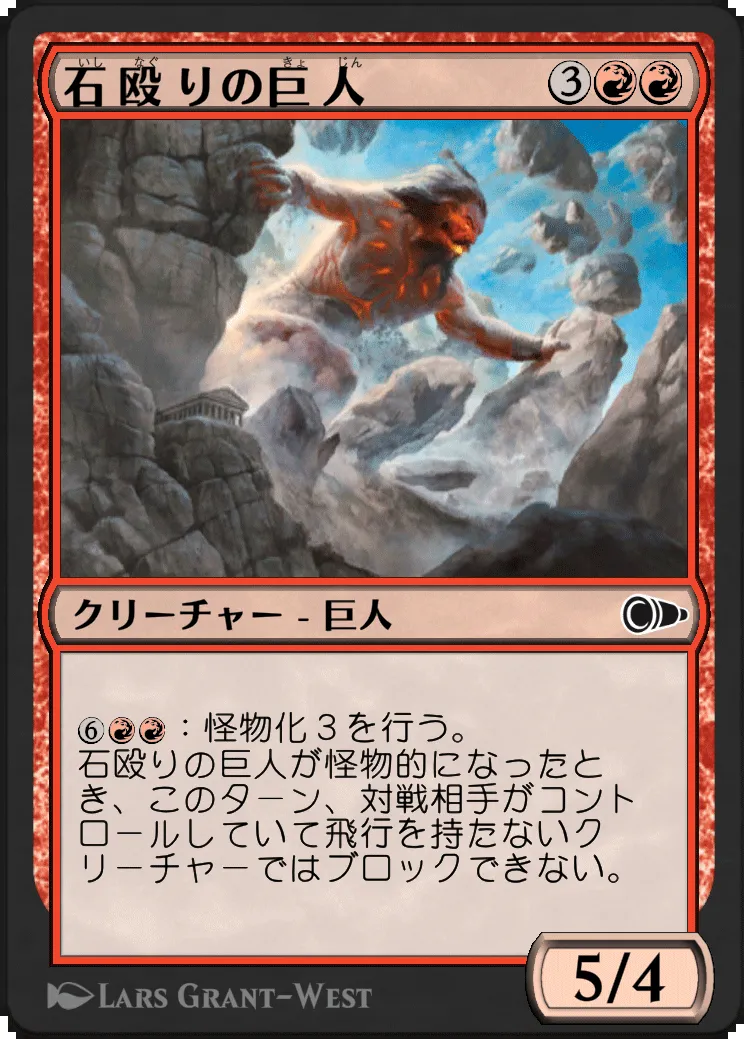 石殴りの巨人
いし なぐ きょ じん
3
クリーチャー - 巨人
6：怪物化３を行う。
石殴りの巨人が怪物的になったと
き、このターン、対戦相手がコント
ロールしていて飛行を持たないク
リーチャーではブロックできない。
5/4
LARS GRANT-WEST